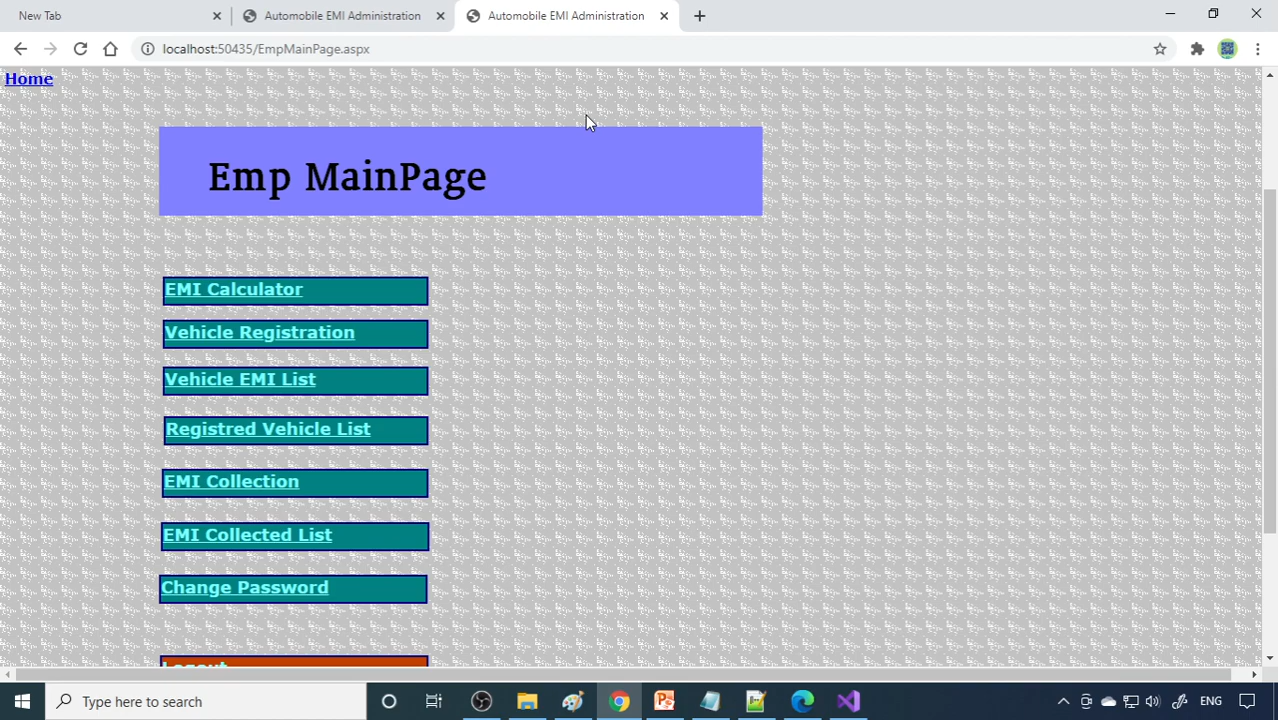 New Tab
Automobile EMI Administration
Automobile EMI Administration
localhost:50435/EmpMainPage.aspx
Home
Emp MainPage
EMI Calculator
Vehicle Registration
Vehicle EMI List
Registred Vehicle List
EMI Collection
EMI Collected List
Change Password
Logout
Type here to search
ENG